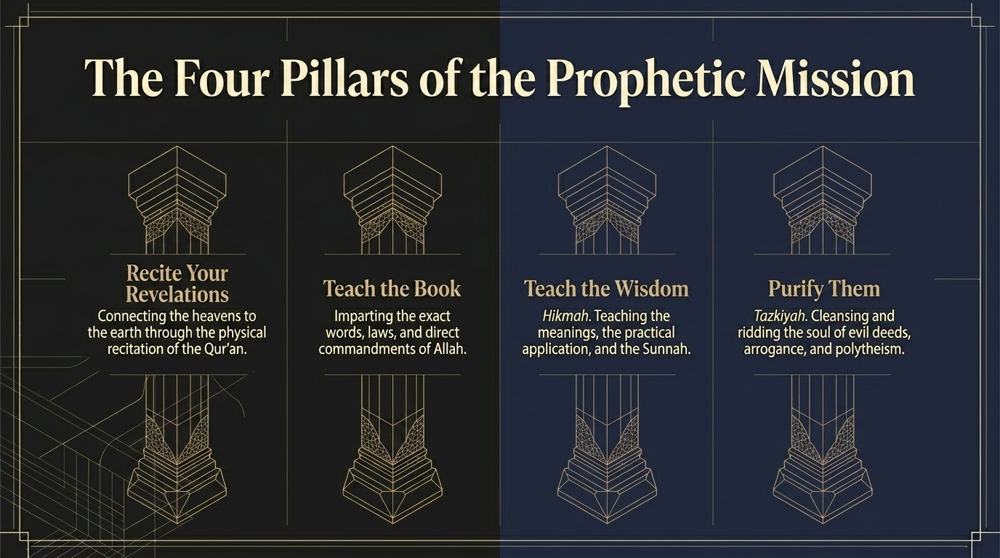 The Four Pillars of the Prophetic Mission
Recite Your
Revelations
Connecting the heavens to
the earth through the physical
recitation of the Qur'an.
Teach the Book
Imparting the exact
words, laws, and direct
commandments of Allah.
Teach the Wisdom
Hikmah. Teaching the
meanings, the practical
application, and the Sunnah.
Purify Them
Tazkiyah. Cleansing and
ridding the soul of evil deeds,
arrogance, and polytheism.